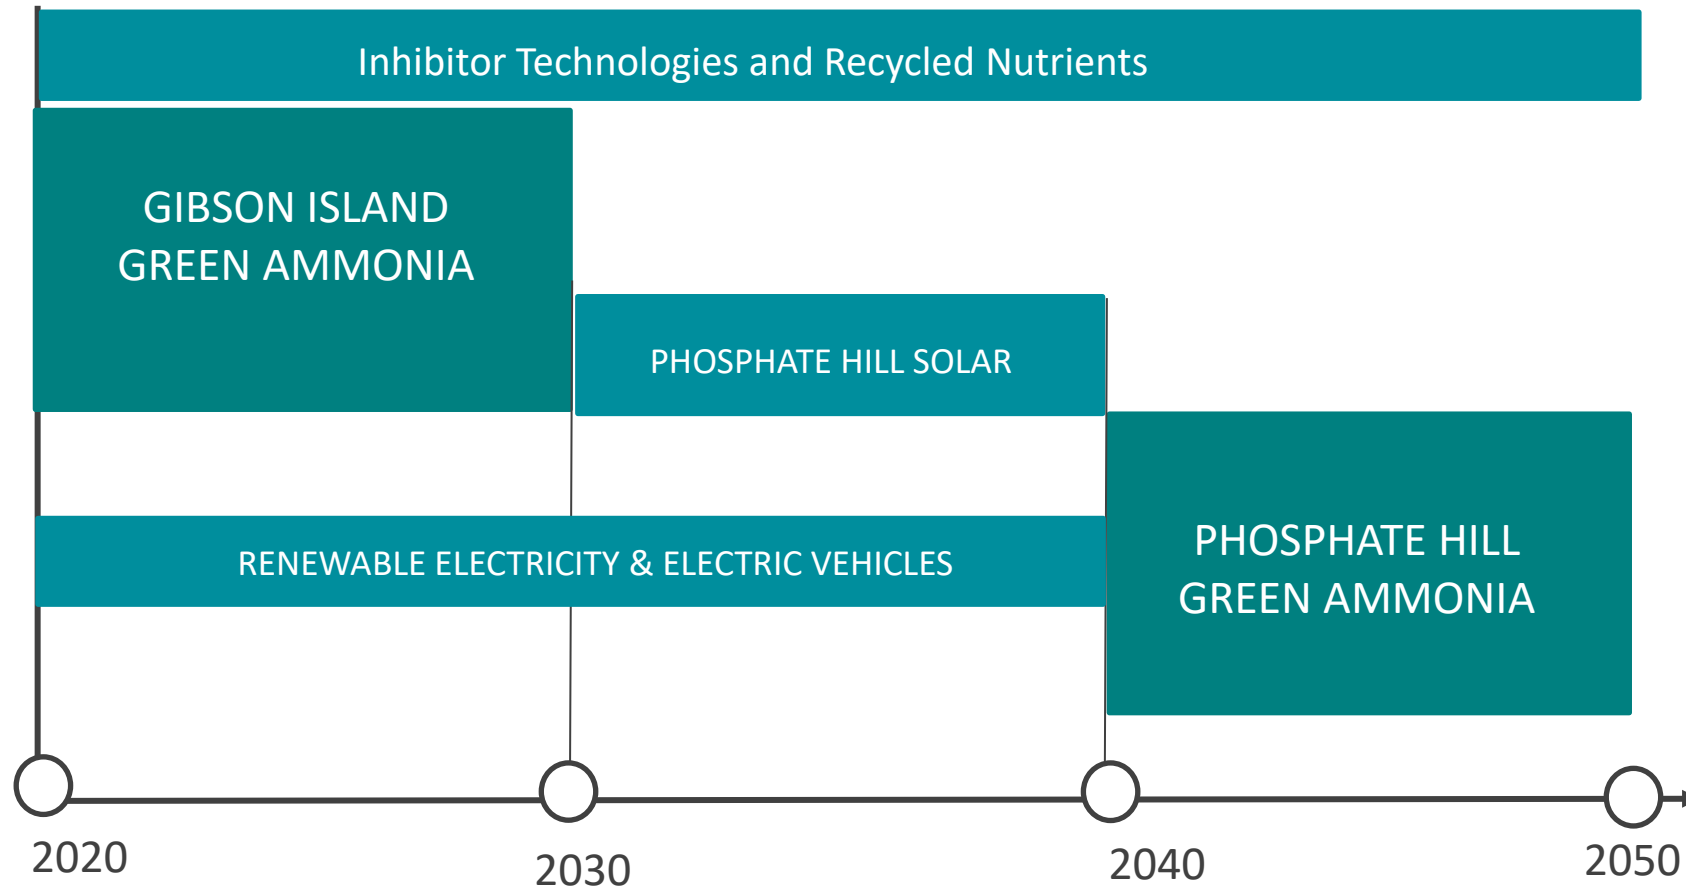 Inhibitor Technologies and Recycled Nutrients
GIBSON ISLAND
GREEN AMMONIA
PHOSPHATE HILL SOLAR
RENEWABLE ELECTRICITY & ELECTRIC VEHICLES
PHOSPHATE HILL
GREEN AMMONIA
2020
2030
2040
2050